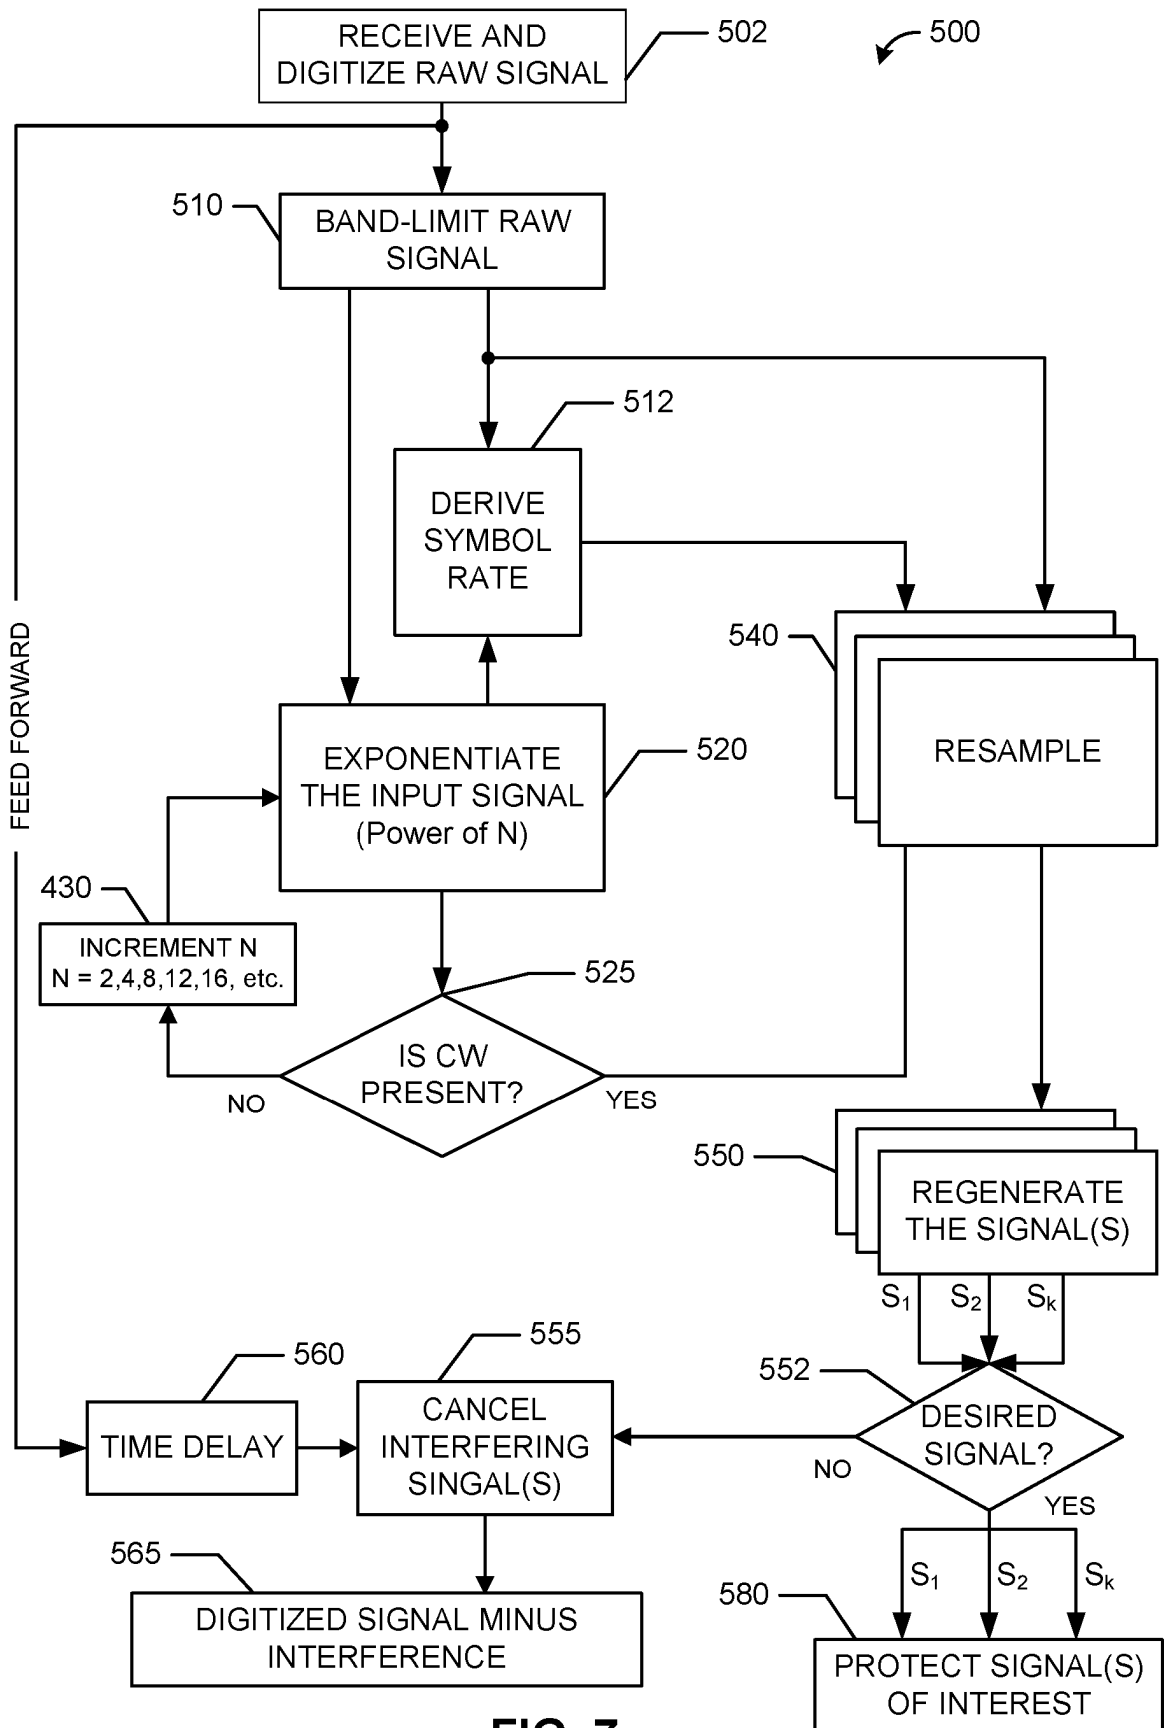 RECEIVE AND
DIGITIZE RAW SIGNAL
502
500
510
BAND-LIMIT RAW
SIGNAL
512
DERIVE
SYMBOL
RATE
540
RESAMPLE
FEED FORWARD
EXPONENTIATE
THE INPUT SIGNAL
(Power of N)
520
430
INCREMENT N
N = 2,4,8,12,16, etc.
525
IS CW
PRESENT?
NO
YES
550
REGENERATE
THE SIGNAL(S)
S1
S2
Sk
555
560
552
TIME DELAY
CANCEL
INTERFERING
SINGAL(S)
DESIRED
SIGNAL?
NO
YES
565
DIGITIZED SIGNAL MINUS
INTERFERENCE
S1
S2
Sk
580
PROTECT SIGNAL(S)
OF INTEREST